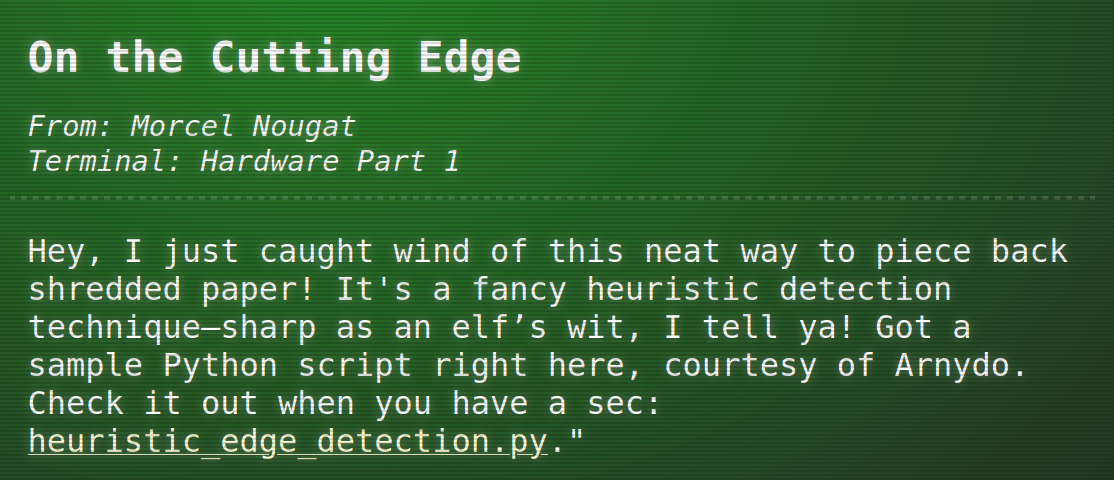 On the Cutting Edge
From: Morcel Nougat
Terminal: Hardware Part 1
Hey, I just caught wind of this neat way to piece back
shredded paper! It's a fancy heuristic detection
technique—sharp as an elf’s wit, I tell ya! Got a
sample Python script right here, courtesy of Arnydo.
Check it out when you have a sec:
heuristic_edge_detection.py."